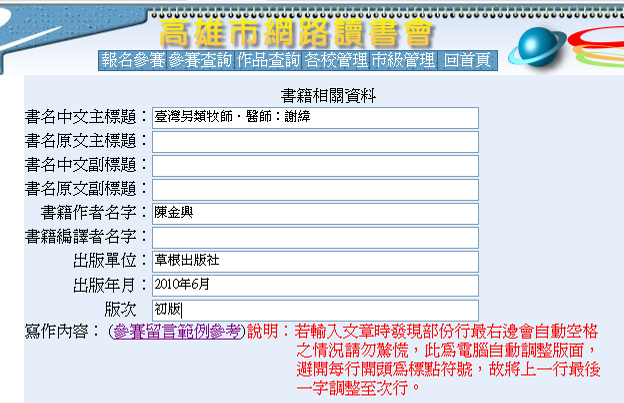 高雄市網路讀書會
報名參賽 參賽查詢 作品查詢 各校管理 市級管理 回首頁
書籍相關資料
書名中文主標題：臺灣另類牧師‧醫師：謝緯
書名原文主標題：
書名中文副標題：
書名原文副標題：
書籍作者名字：陳金興
書籍編譯者名字：
出版單位：草根出版社
出版年月：2010年6月
版次 初版
寫作內容：(參賽留言範例參考)說明：若輸入文章時發現部份行最右邊會自動空格
之情況請勿驚慌，此為電腦自動調整版面，
避開每行開頭為標點符號，故將上一行最後
一字調整至次行。